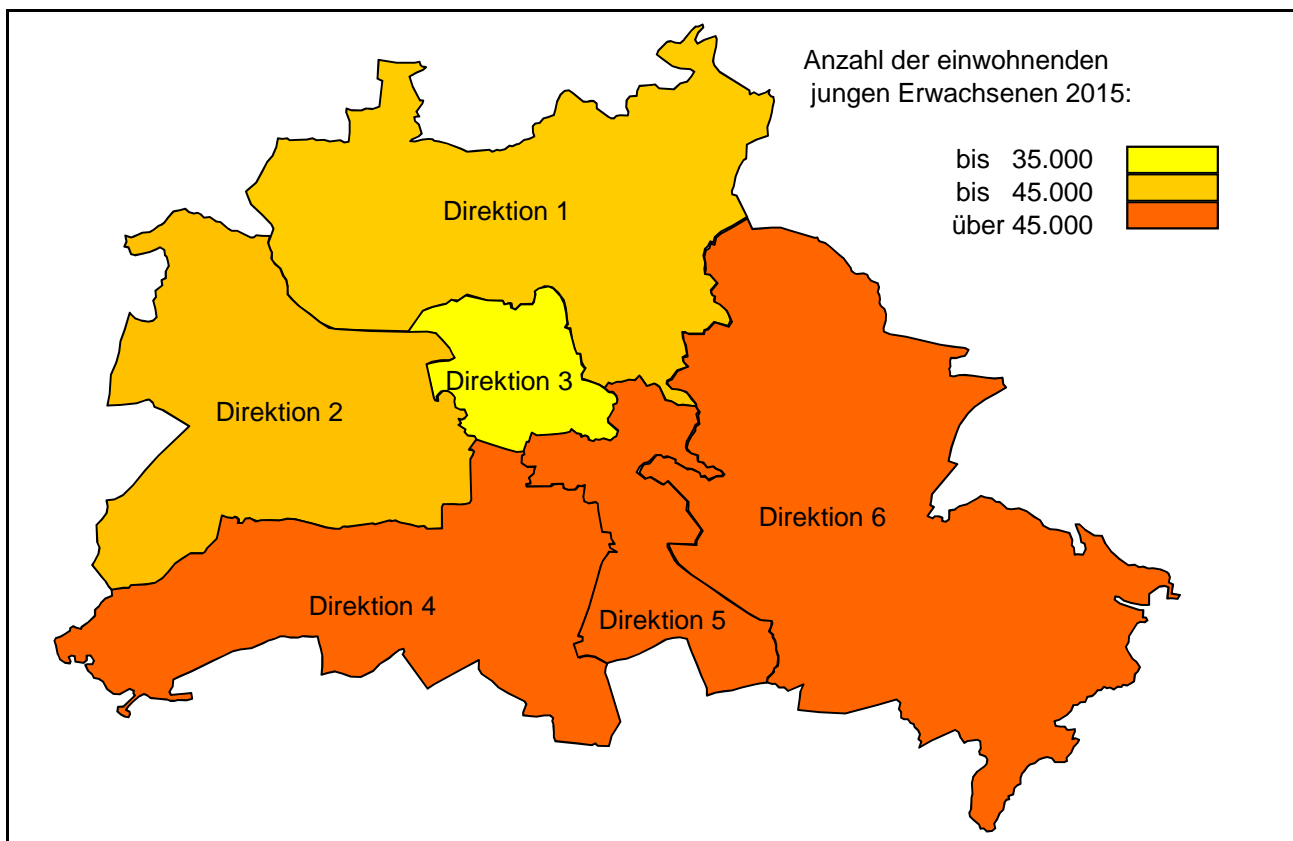 Anzahl der einwohnenden
jungen Erwachsenen 2015:
bis 35.000
bis 45.000
über 45.000
Direktion 1
Direktion 3
Direktion 2
Direktion 6
Direktion 4
Direktion 5